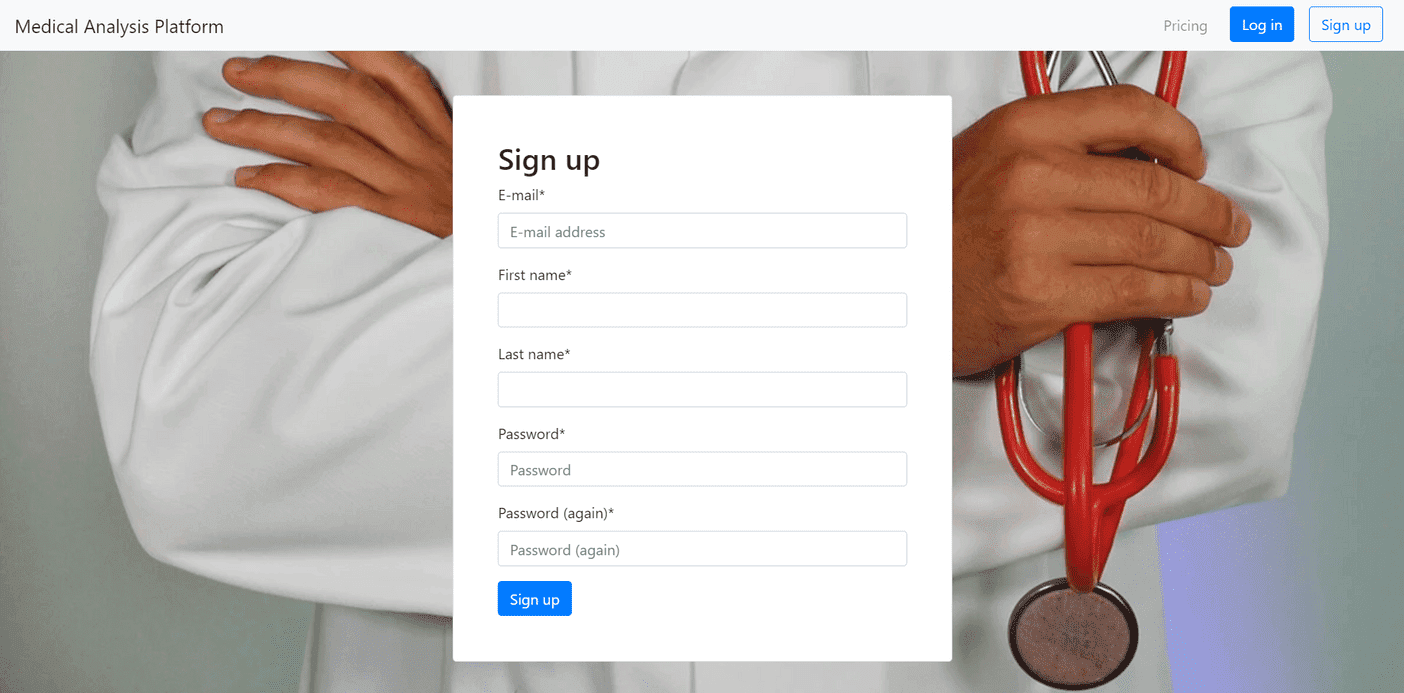 Medical Analysis Platform
Pricing
Log in
Sign up
Sign up
E-mail*
E-mail address
First name*
Last name*
Password*
Password
Password (again)*
Password (again)
Sign up